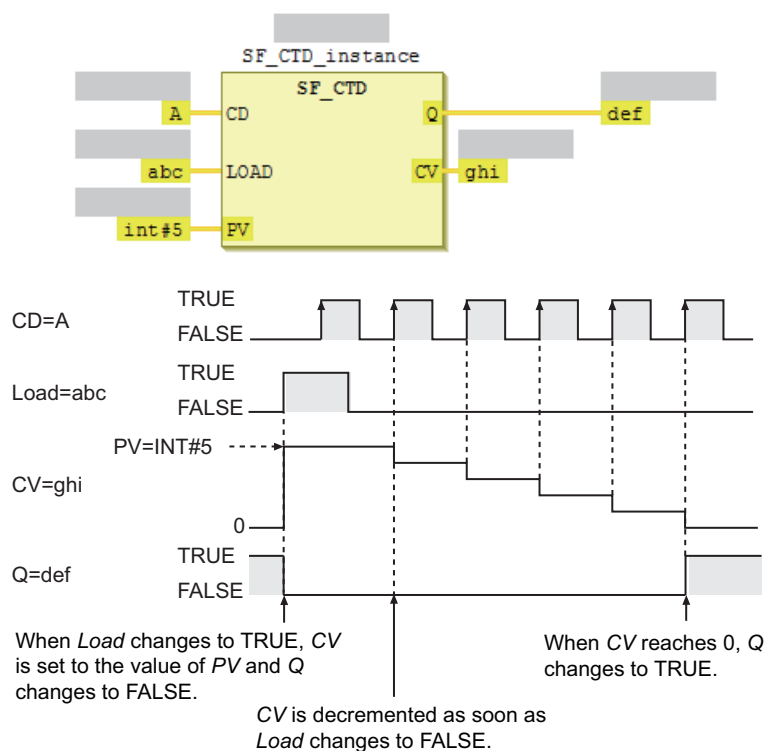 SF_CTD_instance
SF_CTD
A CD Q def
abc LOAD CV ghi
int#5 PV
CD=A TRUE
FALSE
Load=abc TRUE
FALSE
PV=INT#5
CV=ghi
0
Q=def TRUE
FALSE
When Load changes to TRUE, CV
is set to the value of PV and Q
changes to FALSE.
CV is decremented as soon as
Load changes to FALSE.
When CV reaches 0, Q
changes to TRUE.